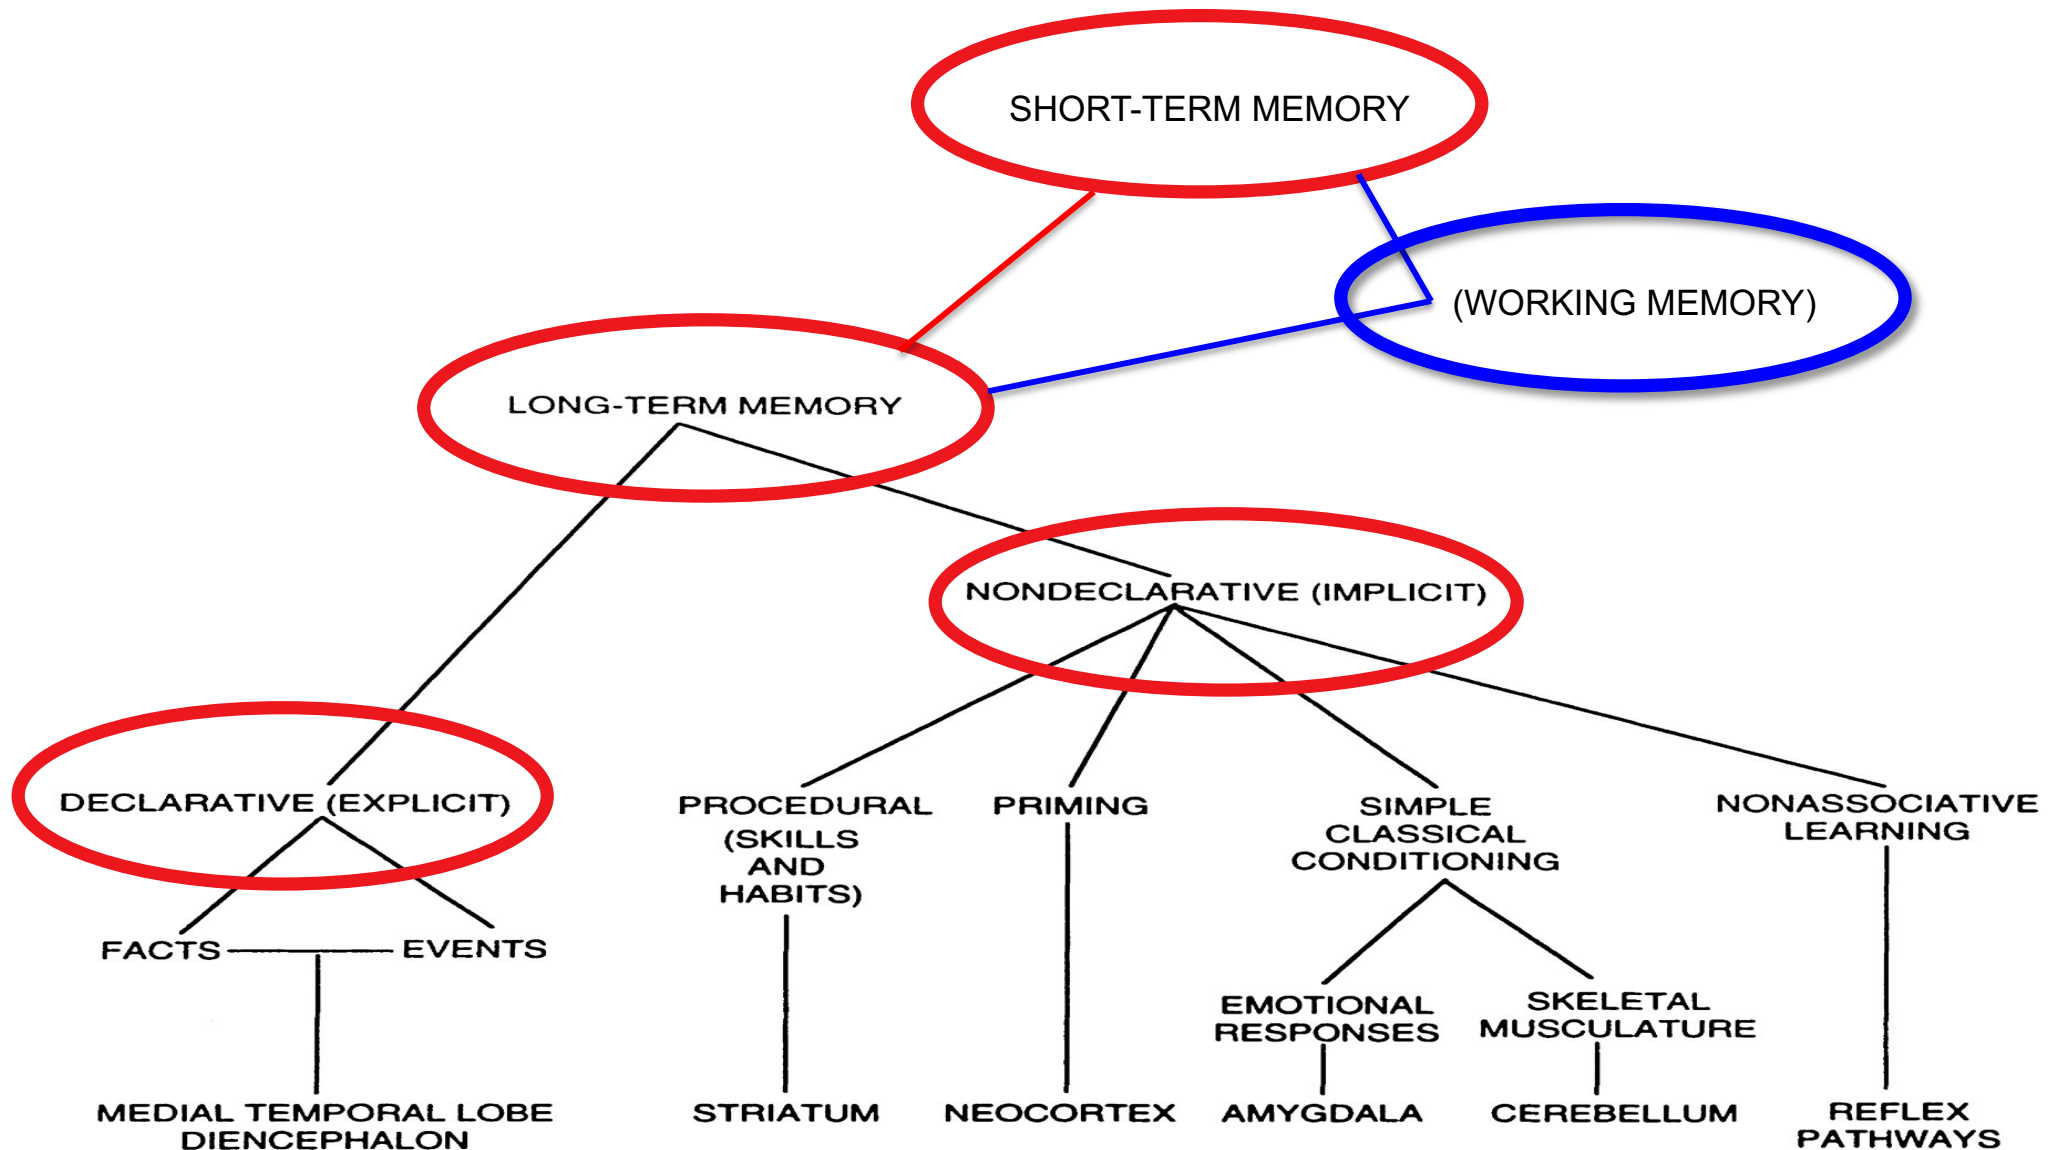 SHORT-TERM MEMORY
(WORKING MEMORY)
LONG-TERM MEMORY
NONDECLARATIVE (IMPLICIT)
DECLARATIVE (EXPLICIT)
PROCEDURAL
(SKILLS
AND
HABITS)
PRIMING
SIMPLE
CLASSICAL
CONDITIONING
NONASSOCIATIVE
LEARNING
FACTS
EVENTS
EMOTIONAL
RESPONSES
SKELETAL
MUSCULATURE
MEDIAL TEMPORAL LOBE
DIENCEPHALON
STRIATUM
NEOCORTEX
AMYGDALA
CEREBELLUM
REFLEX
PATHWAYS